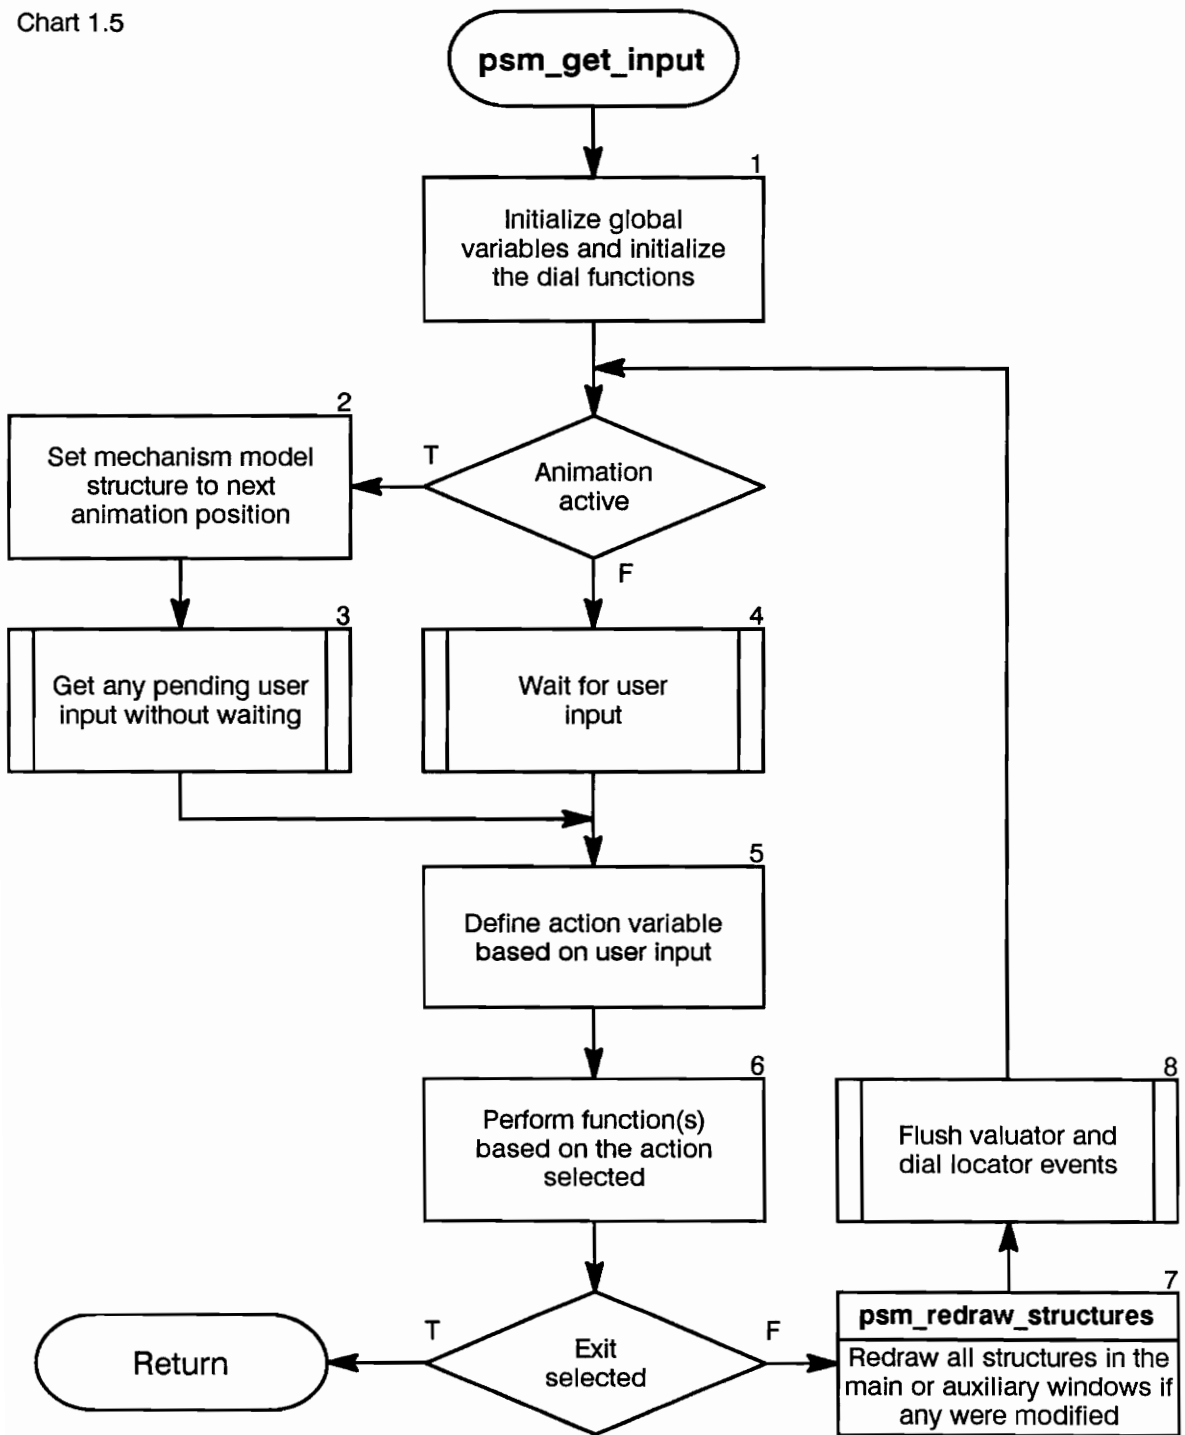 Chart 1.5
psm_get_input
1
Initialize global
variables and initialize
the dial functions
2
Set mechanism model
structure to next
animation position
T
Animation
active
F
3
Get any pending user
input without waiting
4
Wait for user
input
5
Define action variable
based on user input
6
Perform function(s)
based on the action
selected
8
Flush valuator and
dial locator events
7
psm_redraw_structures
Redraw all structures in the
main or auxiliary windows if
any were modified
T
Exit
selected
F
Return